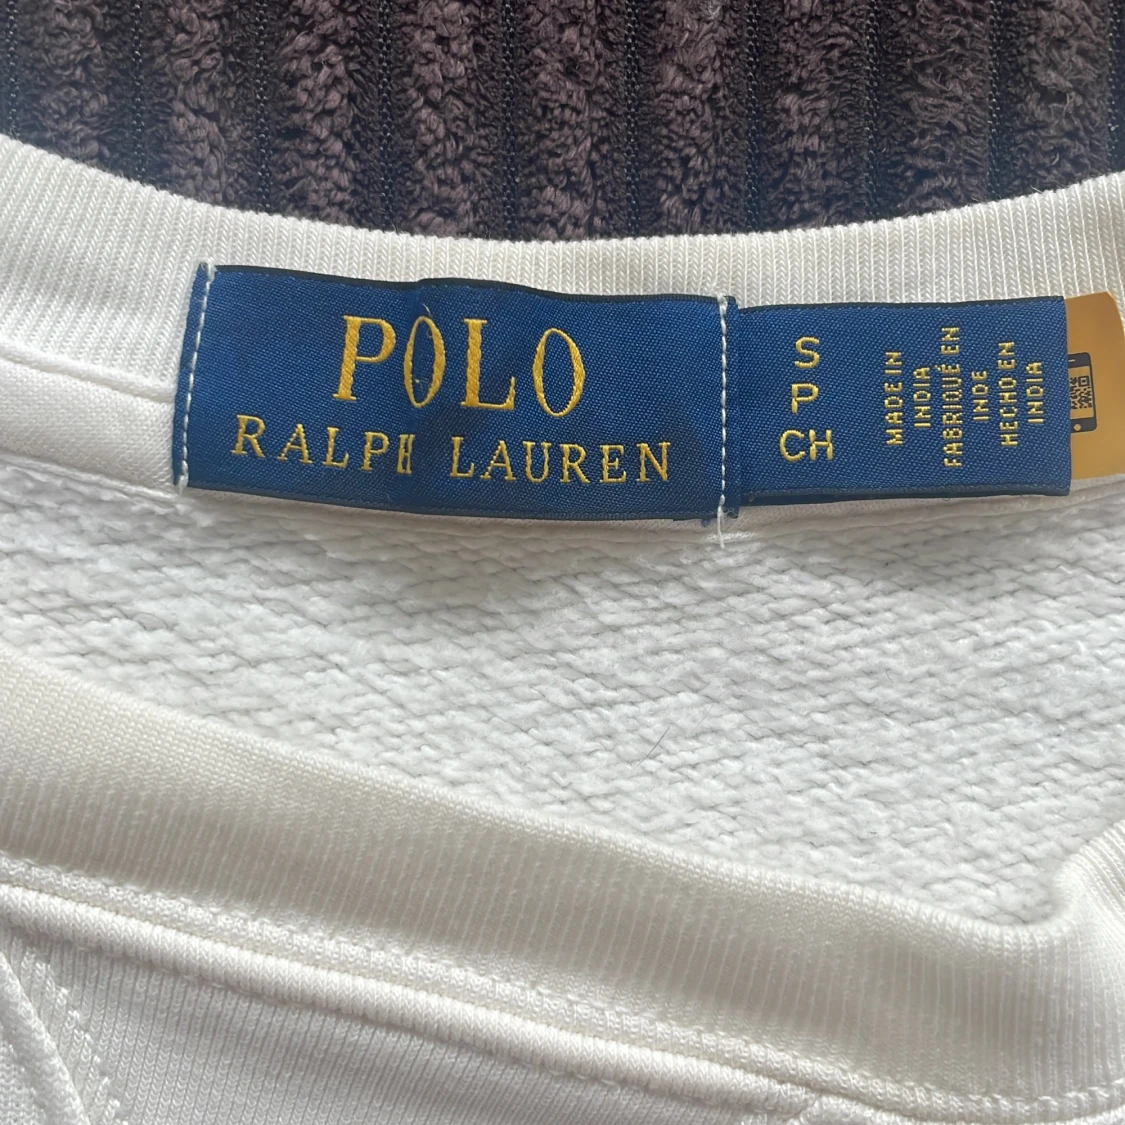 POLO
RALPH LAUREN
S
P
CH
MADE IN
INDIA
FABRIQUÉ EN
INDE
HECHO EN
INDIA